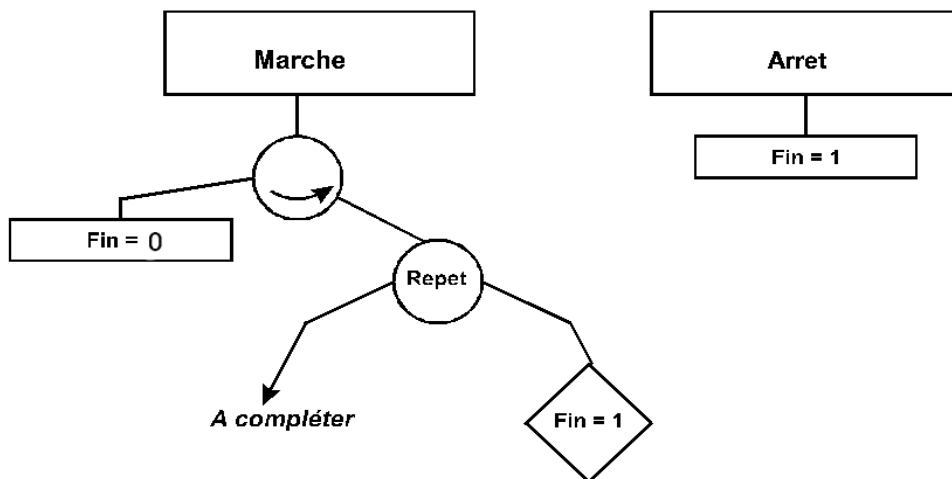 Marche
Arret
Fin = 1
Fin = 0
Repet
A compléter
Fin = 1